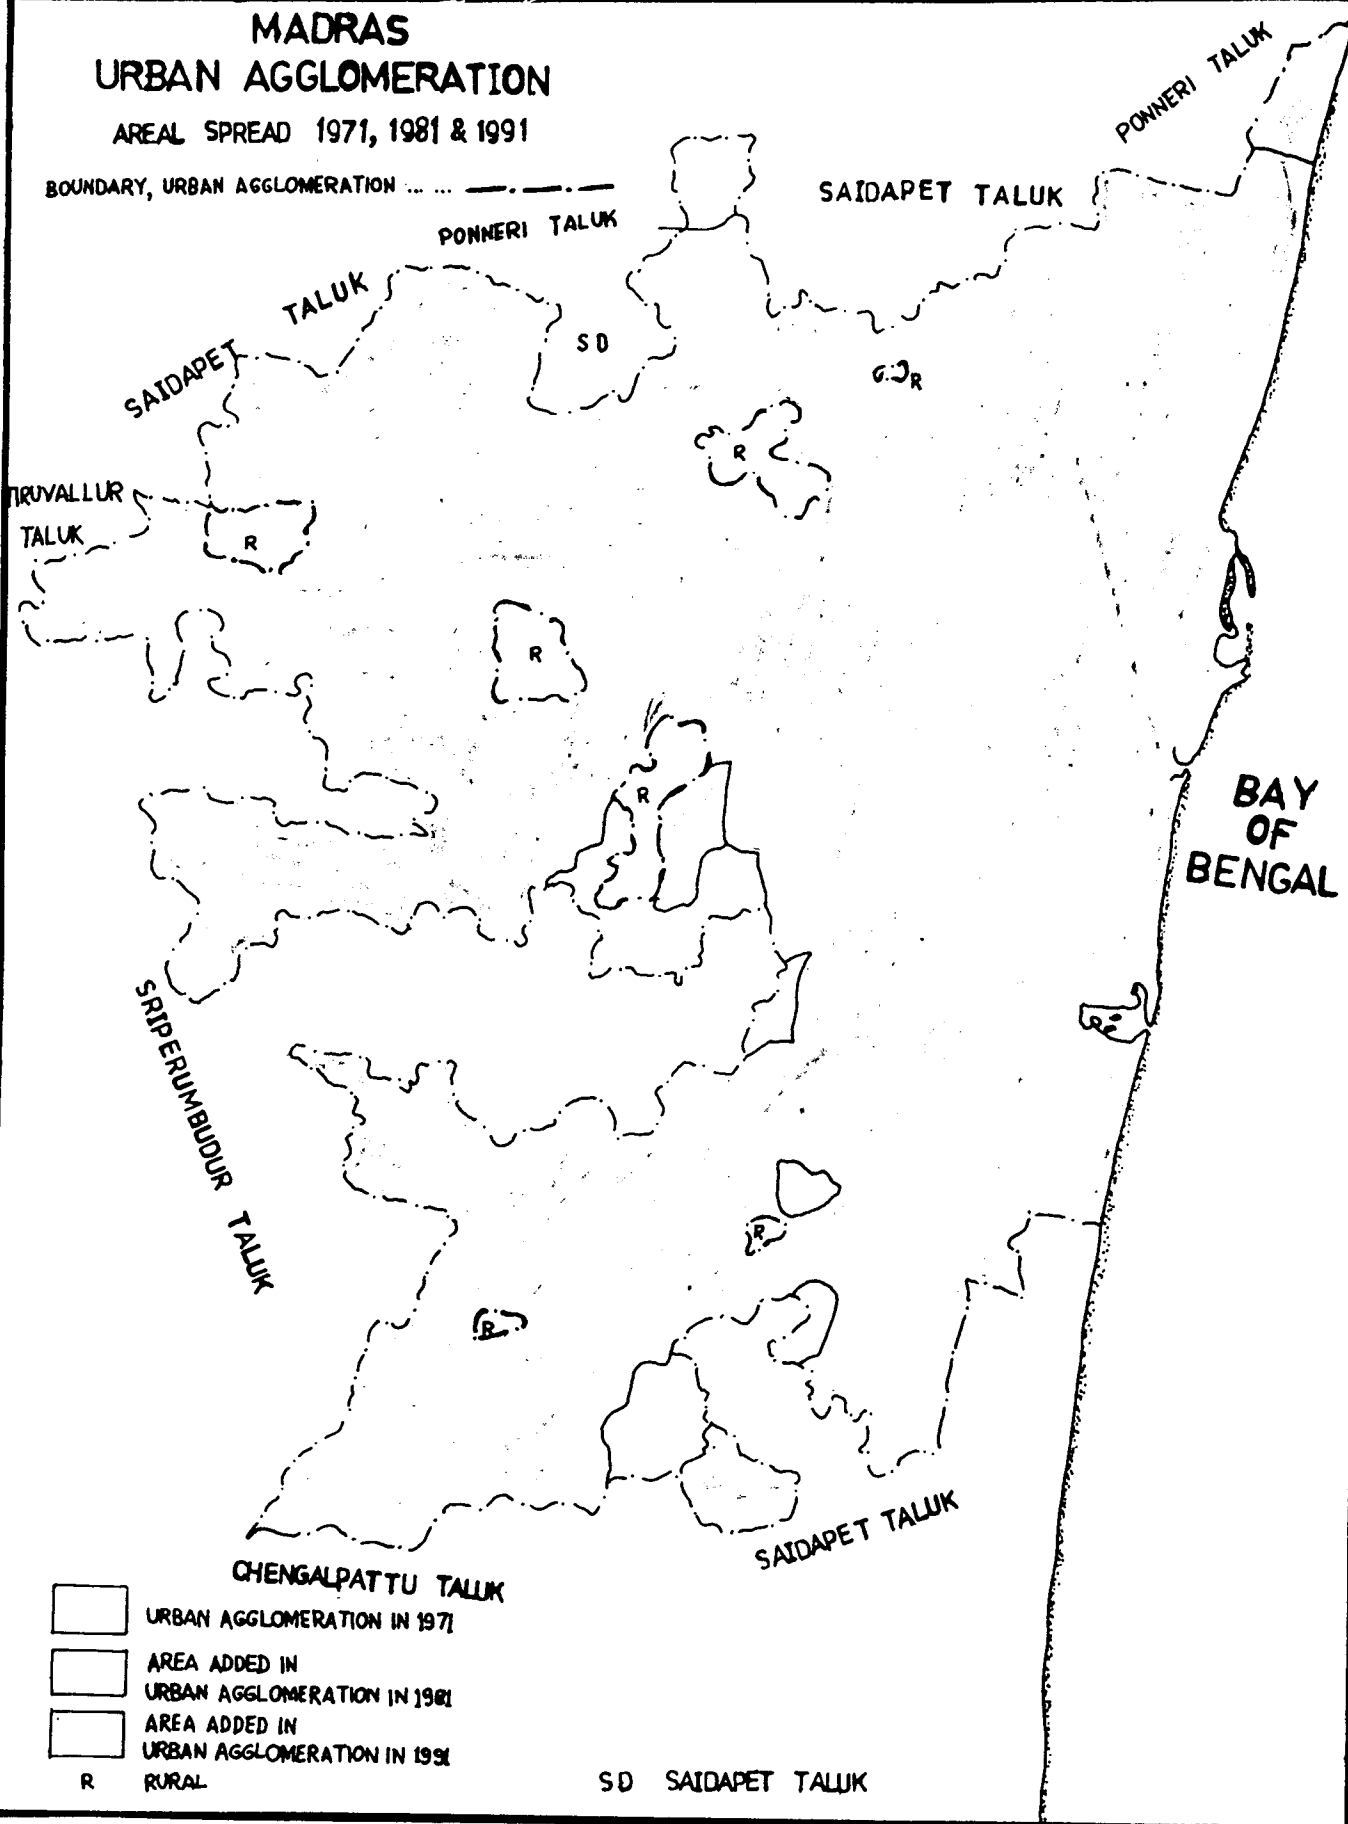 MADRAS
URBAN AGGLOMERATION
AREAL SPREAD 1971, 1981 & 1991
BOUNDARY, URBAN AGGLOMERATION ... ...
PONNERI TALUK
SAIDAPET TALUK
PONNERI TALUK
SAIDAPET TALUK
SD
R
R
TIRUVALLUR
TALUK
R
R
R
BAY
OF
BENGAL
SRIPERUMBUDUR TALUK
R
R
SAIDAPET TALUK
CHENGALPATTU TALUK
URBAN AGGLOMERATION IN 1971
AREA ADDED IN
URBAN AGGLOMERATION IN 1981
AREA ADDED IN
URBAN AGGLOMERATION IN 1991
R RURAL
SD SAIDAPET TALUK